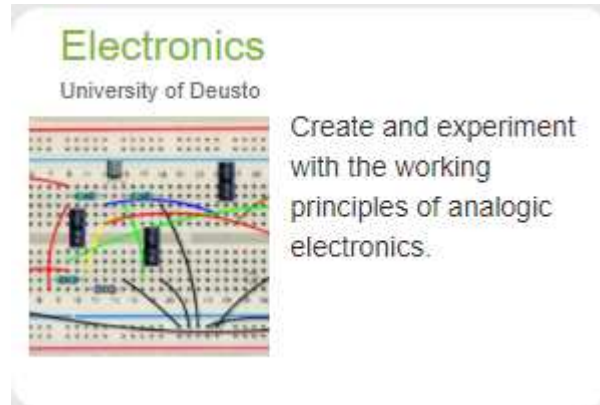 Electronics
University of Deusto
Create and experiment
with the working
principles of analogic
electronics.